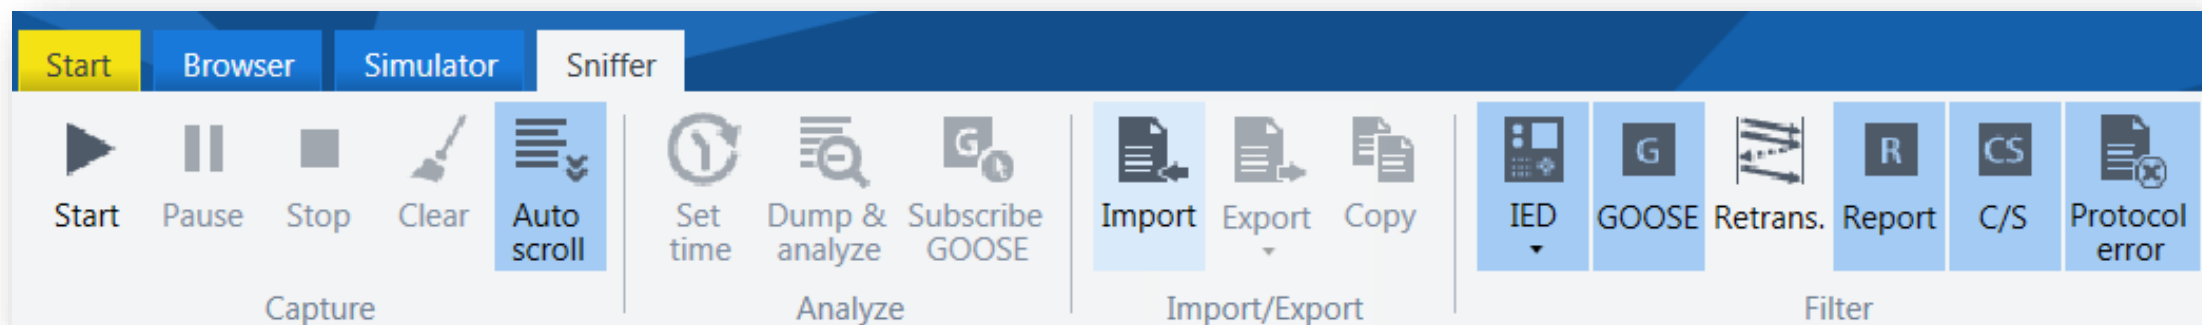 Start Browser Simulator Sniffer
G G R CS
Start Pause Stop Clear Auto scroll Set time Dump & analyze Subscribe GOOSE Import Export Copy IED GOOSE Retrans. Report C/S Protocol error
Capture Analyze Import/Export Filter